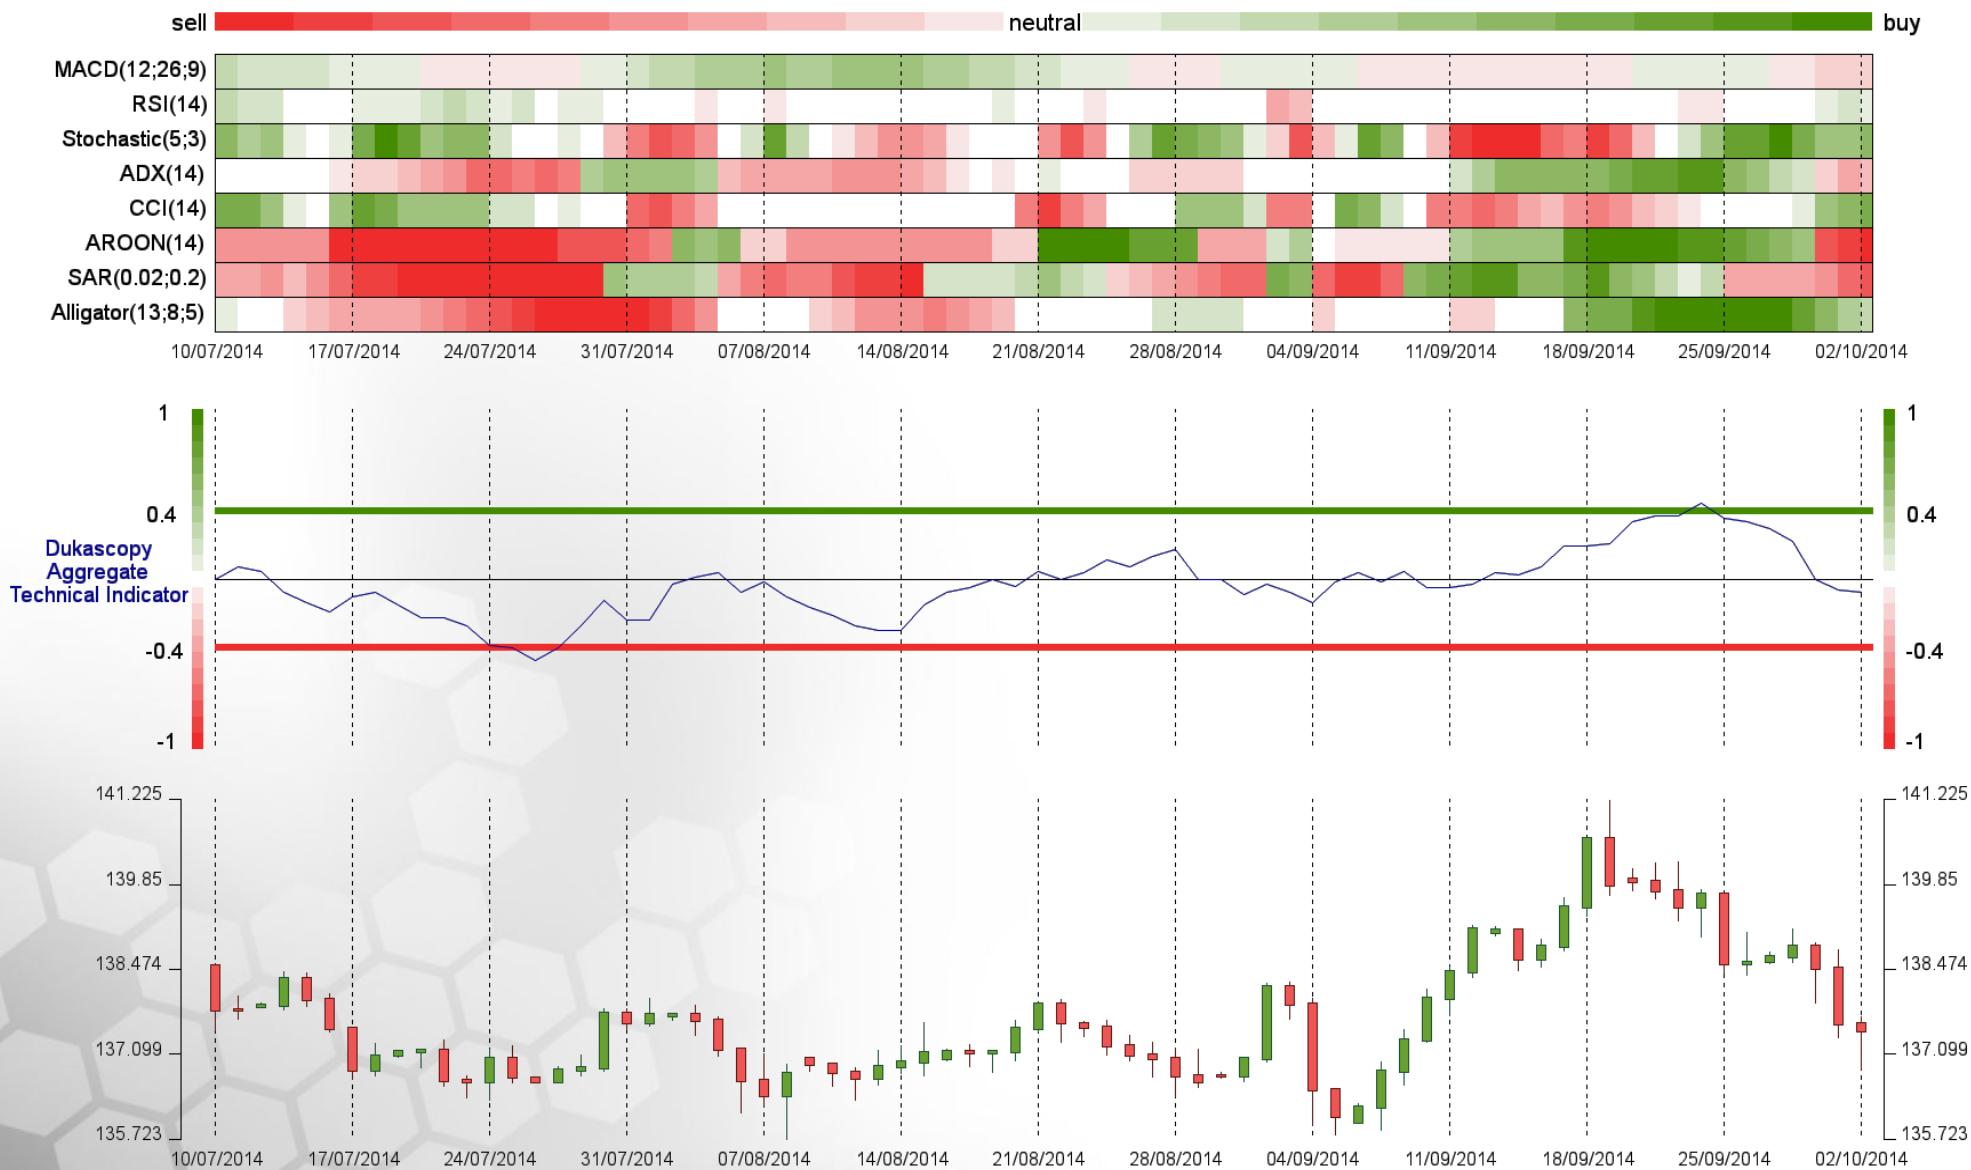 sell neutral buy
MACD(12;26;9)
RSI(14)
Stochastic(5;3)
ADX(14)
CCI(14)
AROON(14)
SAR(0.02;0.2)
Alligator(13;8;5)
10/07/2014 17/07/2014 24/07/2014 31/07/2014 07/08/2014 14/08/2014 21/08/2014 28/08/2014 04/09/2014 11/09/2014 18/09/2014 25/09/2014 02/10/2014
1 1
0.4 0.4
Dukascopy
Aggregate
Technical Indicator
-0.4 -0.4
-1 -1
141.225 141.225
139.85 139.85
138.474 138.474
137.099 137.099
135.723 135.723
10/07/2014 17/07/2014 24/07/2014 31/07/2014 07/08/2014 14/08/2014 21/08/2014 28/08/2014 04/09/2014 11/09/2014 18/09/2014 25/09/2014 02/10/2014